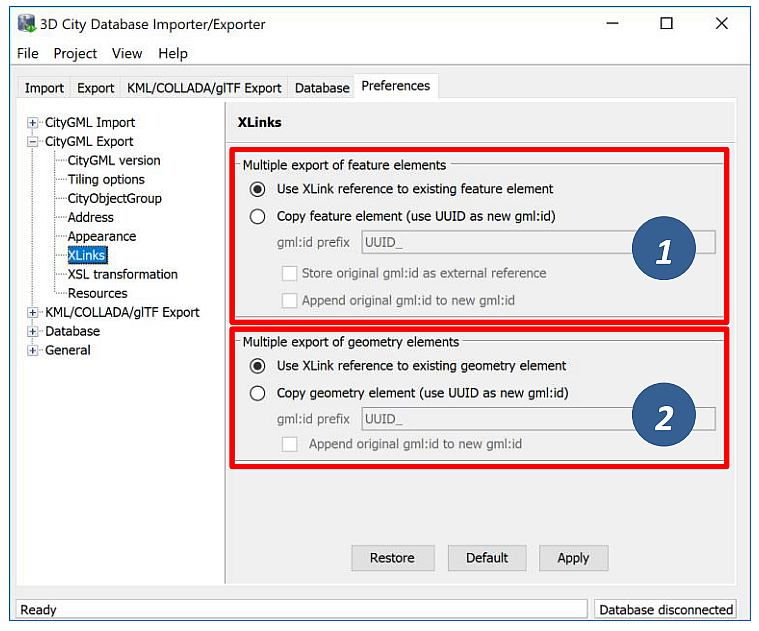 3D City Database Importer/Exporter
File Project View Help
Import Export KML/COLLADA/glTF Export Database Preferences
CityGML Import
CityGML Export
CityGML version
Tiling options
CityObjectGroup
Address
Appearance
XLinks
XSL transformation
Resources
KML/COLLADA/glTF Export
Database
General
XLinks
Multiple export of feature elements
Use XLink reference to existing feature element
Copy feature element (use UUID as new gml:id)
gml:id prefix UUID_
Store original gml:id as external reference
Append original gml:id to new gml:id
1
Multiple export of geometry elements
Use XLink reference to existing geometry element
Copy geometry element (use UUID as new gml:id)
gml:id prefix UUID_
Append original gml:id to new gml:id
2
Restore Default Apply
Ready Database disconnected